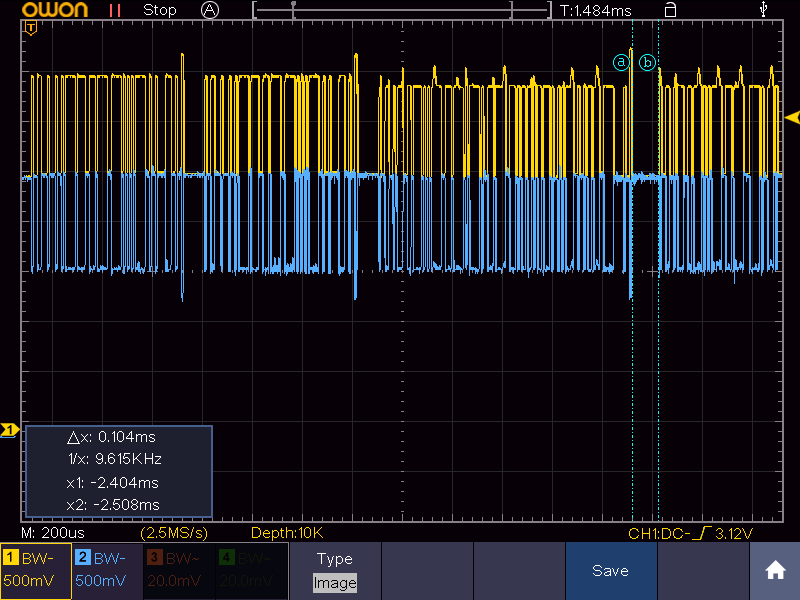 owon Stop A T:1.484ms
T
a b
1
△x: 0.104ms
1/x: 9.615KHz
x1: -2.404ms
x2: -2.508ms
M: 200us (2.5MS/s) Depth:10K CH1:DC- 3.12V
1 BW- 2 BW- 3 BW~ 4 BW~ Type
500mV 500mV 20.0mV 20.0mV Image Save